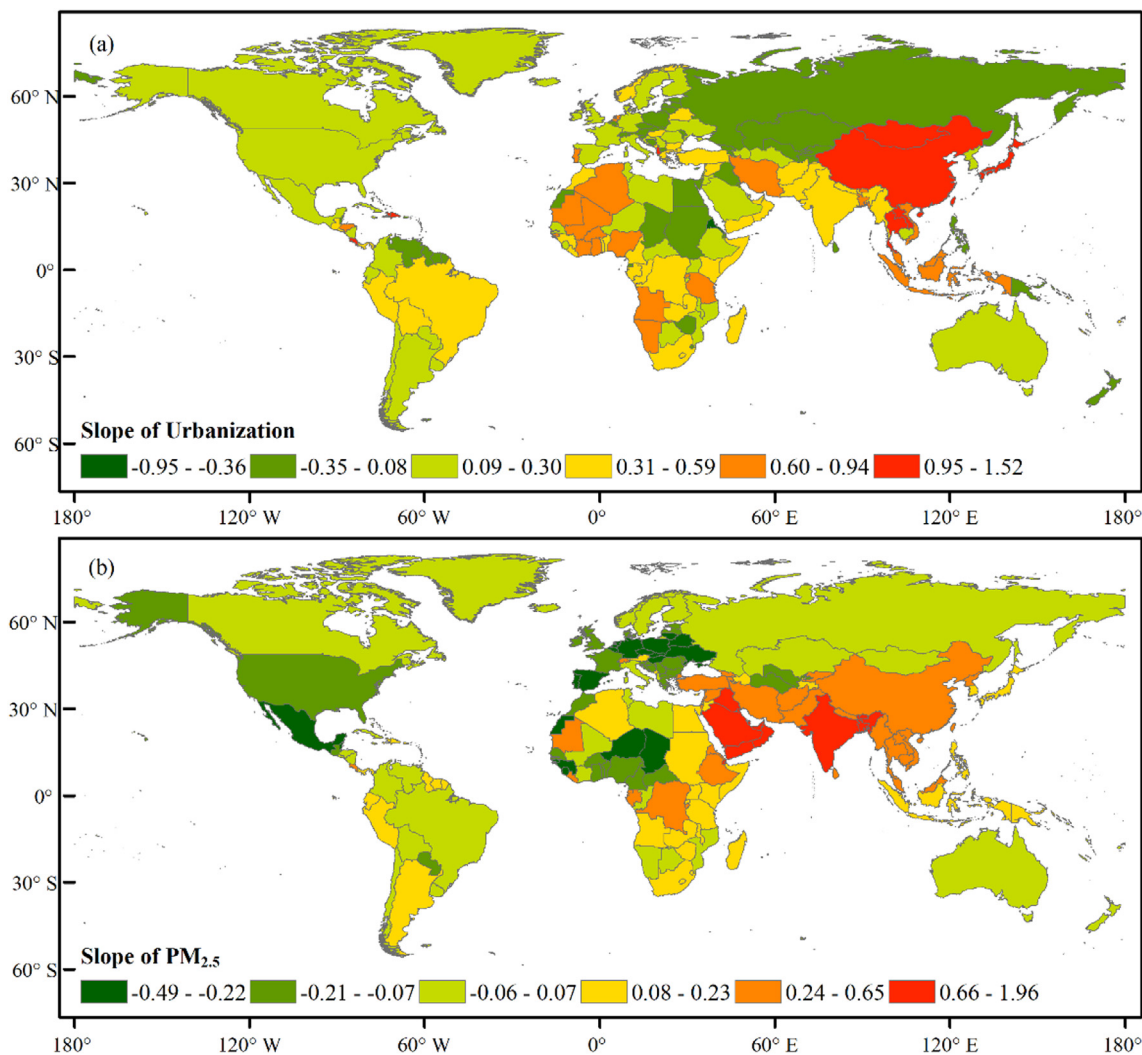 (a)
60° N
30° N
0°
30° S
60° S
Slope of Urbanization
-0.95 - -0.36 -0.35 - 0.08 0.09 - 0.30 0.31 - 0.59 0.60 - 0.94 0.95 - 1.52
180° 120° W 60° W 0° 60° E 120° E 180°
(b)
60° N
30° N
0°
30° S
60° S
Slope of PM2.5
-0.49 - -0.22 -0.21 - -0.07 -0.06 - 0.07 0.08 - 0.23 0.24 - 0.65 0.66 - 1.96
180° 120° W 60° W 0° 60° E 120° E 180°